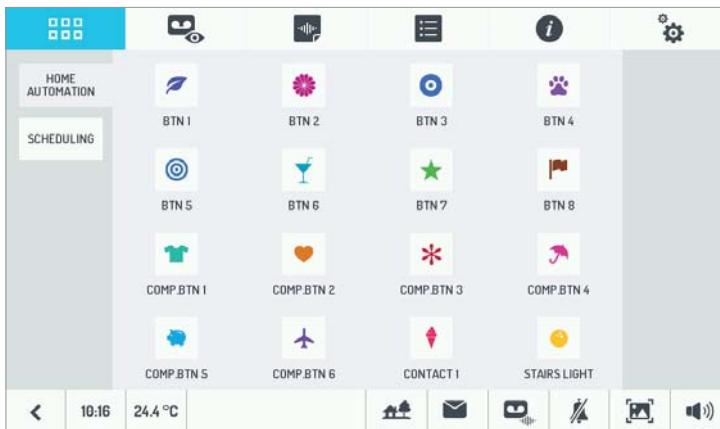 HOME
AUTOMATION
SCHEDULING
BTN 1
BTN 2
BTN 3
BTN 4
BTN 5
BTN 6
BTN 7
BTN 8
COMP.BTN 1
COMP.BTN 2
COMP.BTN 3
COMP.BTN 4
COMP.BTN 5
COMP.BTN 6
CONTACT 1
STAIRS LIGHT
10:16
24.4 °C